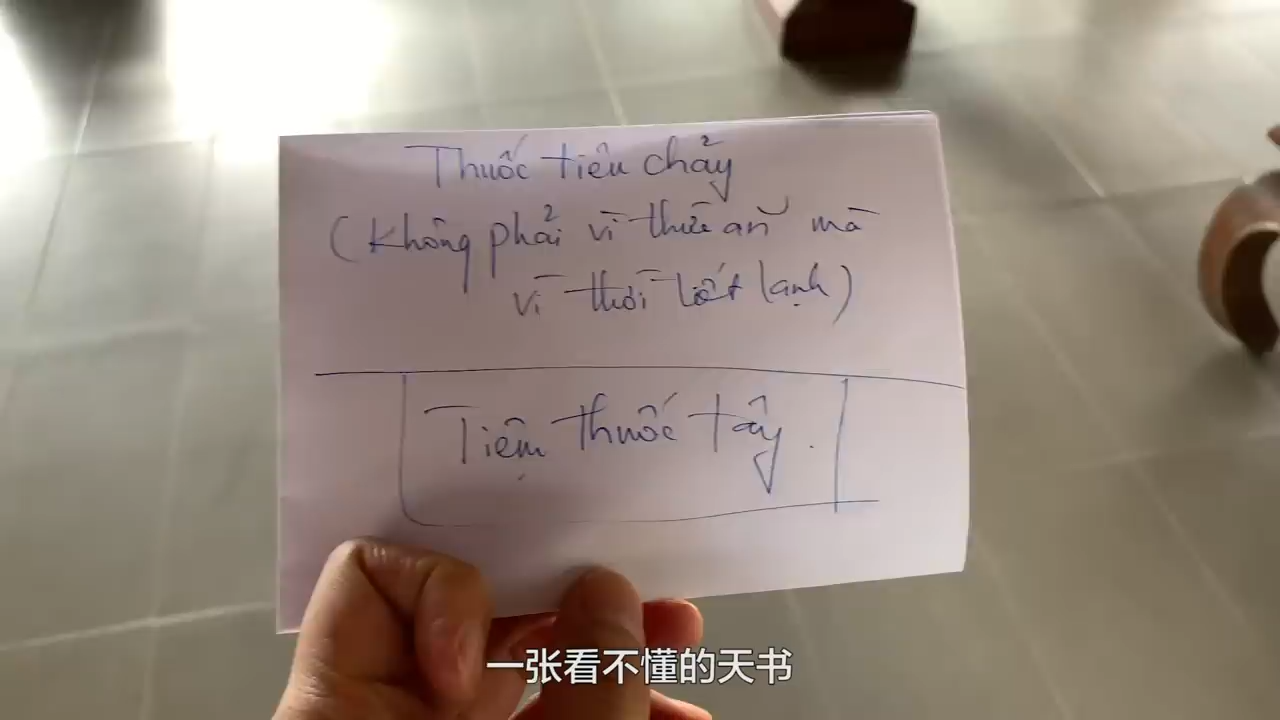 Thuốc tiêu chảy
(Không phải vì thức ăn mà
vì thời tiết lạnh)
Tiệm thuốc tây.
一张看不懂的天书